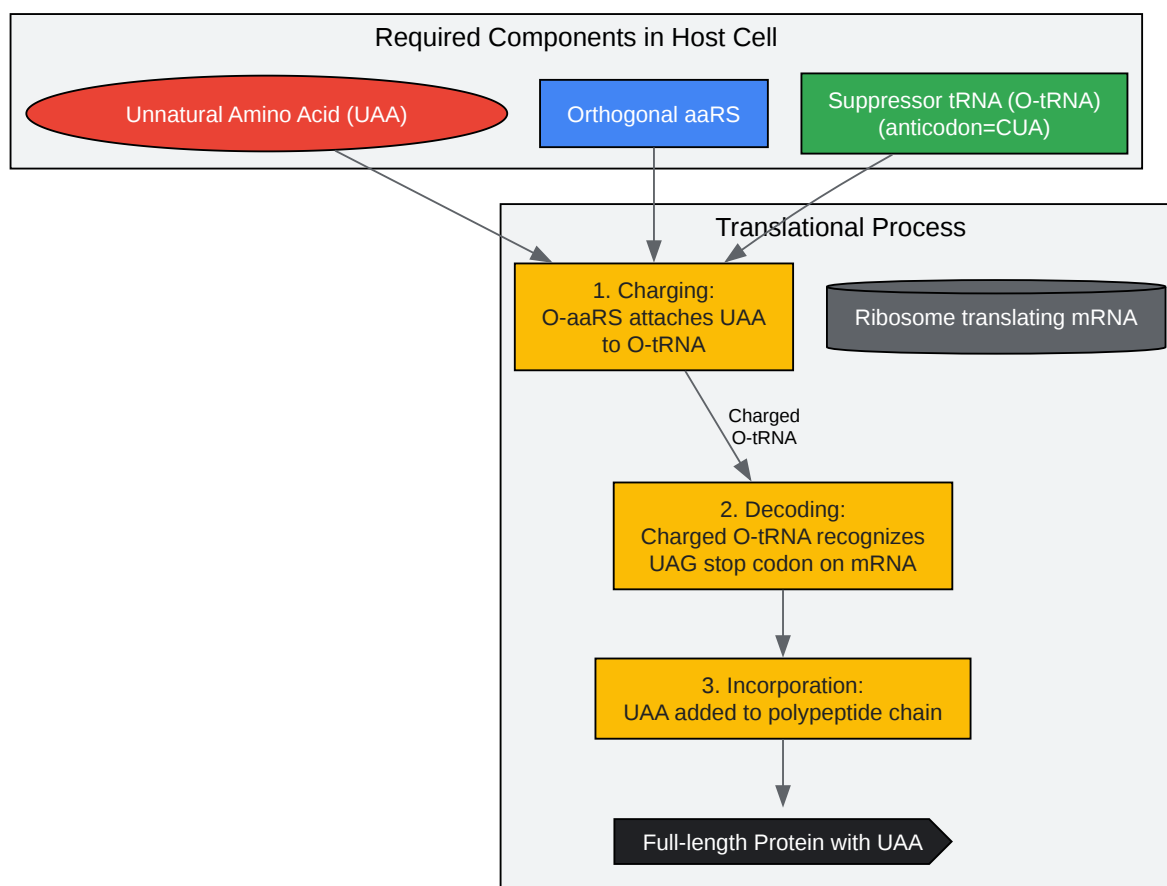 Required Components in Host Cell
Unnatural Amino Acid (UAA)
Orthogonal aaRS
Suppressor tRNA (O-tRNA)
(anticodon=CUA)
Translational Process
1. Charging:
O-aaRS attaches UAA
to O-tRNA
Ribosome translating mRNA
Charged
O-tRNA
2. Decoding:
Charged O-tRNA recognizes
UAG stop codon on mRNA
3. Incorporation:
UAA added to polypeptide chain
Full-length Protein with UAA